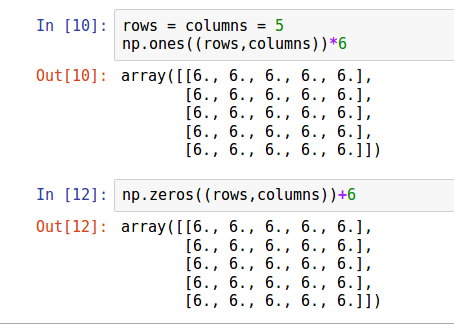 In [10]: rows = columns = 5
np.ones((rows,columns))*6
Out[10]: array([[6., 6., 6., 6., 6.],
[6., 6., 6., 6., 6.],
[6., 6., 6., 6., 6.],
[6., 6., 6., 6., 6.],
[6., 6., 6., 6., 6.]])
In [12]: np.zeros((rows,columns))+6
Out[12]: array([[6., 6., 6., 6., 6.],
[6., 6., 6., 6., 6.],
[6., 6., 6., 6., 6.],
[6., 6., 6., 6., 6.],
[6., 6., 6., 6., 6.]])